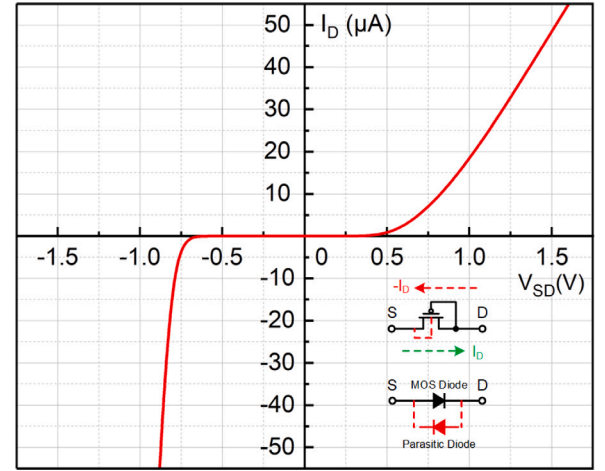 50
I_D (µA)
40
30
20
10
-1.5
-1.0
-0.5
0
0.5
1.0
1.5
V_SD(V)
-10
-20
-30
-40
-50
-I_D
S
D
I_D
S
MOS Diode
D
Parasitic Diode